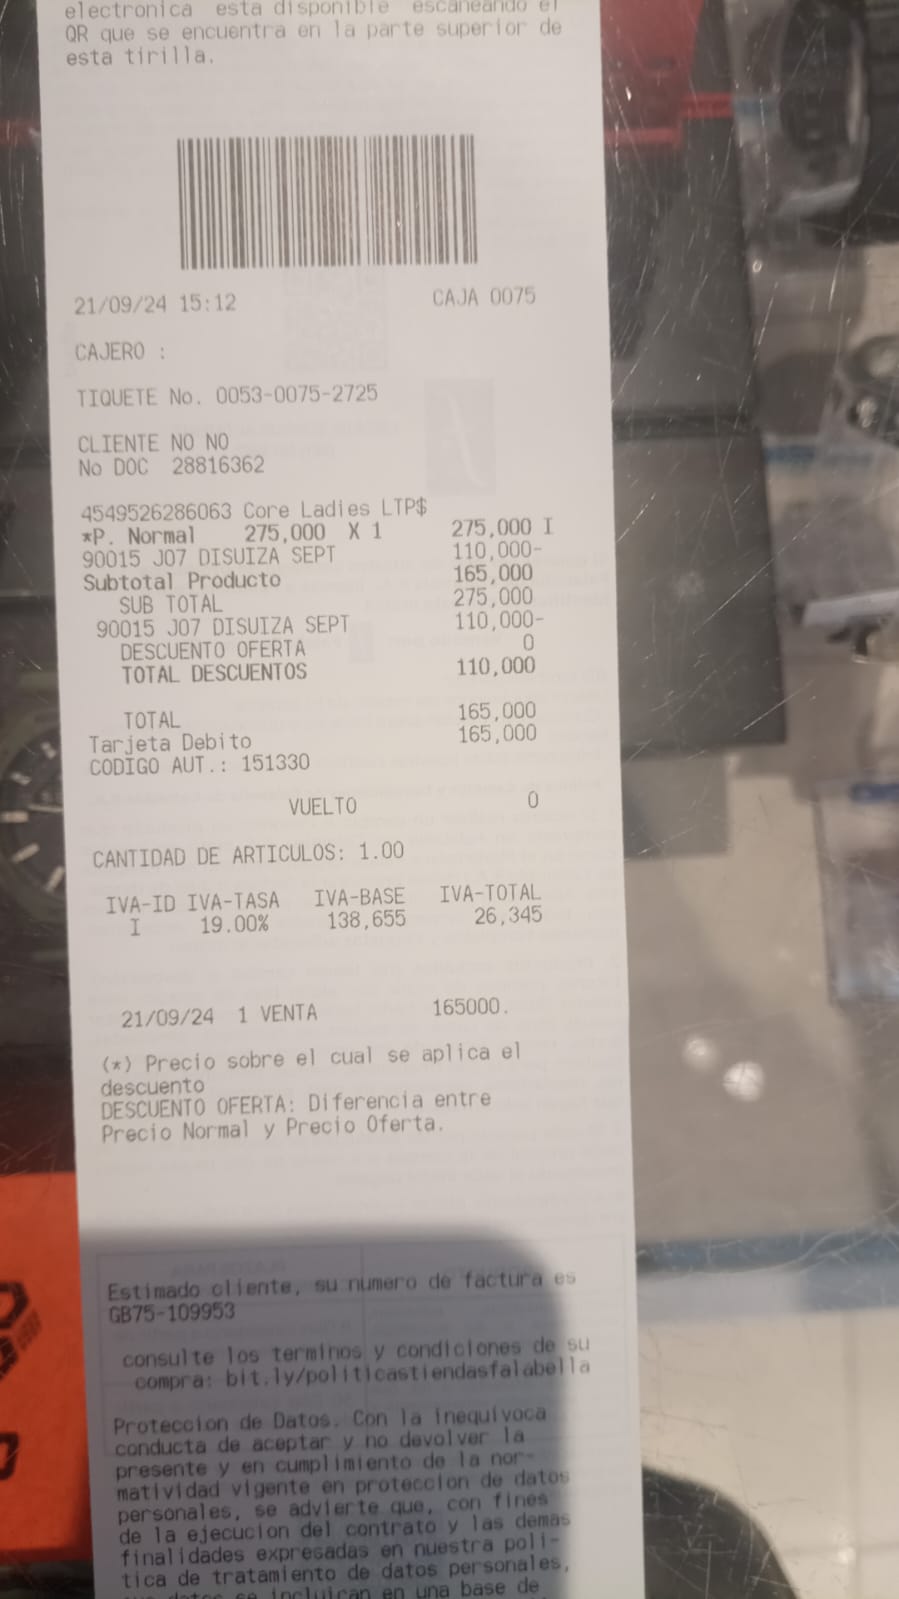 electronica esta disponible escaneando el
QR que se encuentra en la parte superior de
esta tirilla.
21/09/24 15:12 CAJA 0075
CAJERO :
TIQUETE No. 0053-0075-2725
CLIENTE NO NO
No DOC 28816362
4549526286063 Core Ladies LTP$
*P. Normal 275,000 X 1 275,000 I
90015 J07 DISUIZA SEPT 110,000-
Subtotal Producto 165,000
SUB TOTAL 275,000
90015 J07 DISUIZA SEPT 110,000-
DESCUENTO OFERTA 0
TOTAL DESCUENTOS 110,000
TOTAL 165,000
Tarjeta Debito 165,000
CODIGO AUT.: 151330
VUELTO 0
CANTIDAD DE ARTICULOS: 1.00
IVA-ID IVA-TASA IVA-BASE IVA-TOTAL
I 19.00% 138,655 26,345
21/09/24 1 VENTA 165000.
(*) Precio sobre el cual se aplica el
descuento
DESCUENTO OFERTA: Diferencia entre
Precio Normal y Precio Oferta.
Estimado cliente, su numero de factura es
GB75-109953
consulte los terminos y condiciones de su
compra: bit.ly/politicastiendasfalabella
Proteccion de Datos. Con la inequivoca
conducta de aceptar y no devolver la
presente y en cumplimiento de la nor-
matividad vigente en proteccion de datos
personales, se advierte que, con fines
de la ejecucion del contrato y las demas
finalidades expresadas en nuestra poli-
tica de tratamiento de datos personales,
datos se incluiran en una base de